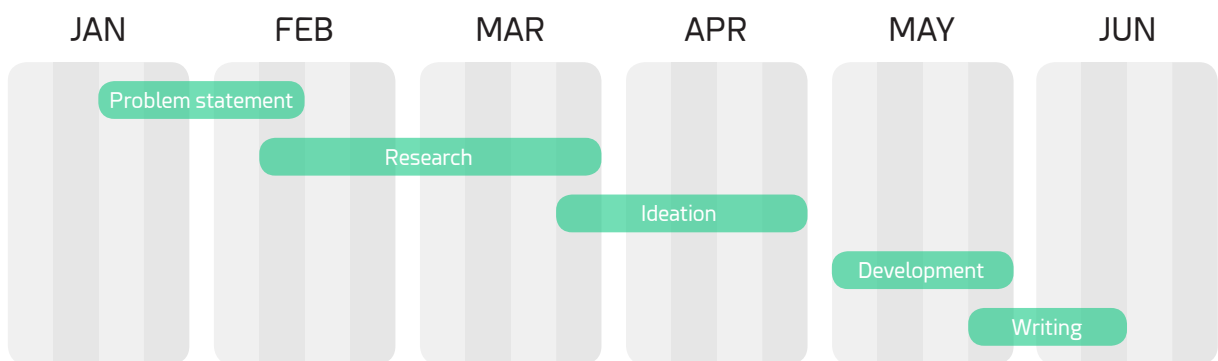 JAN FEB MAR APR MAY JUN
Problem statement
Research
Ideation
Development
Writing